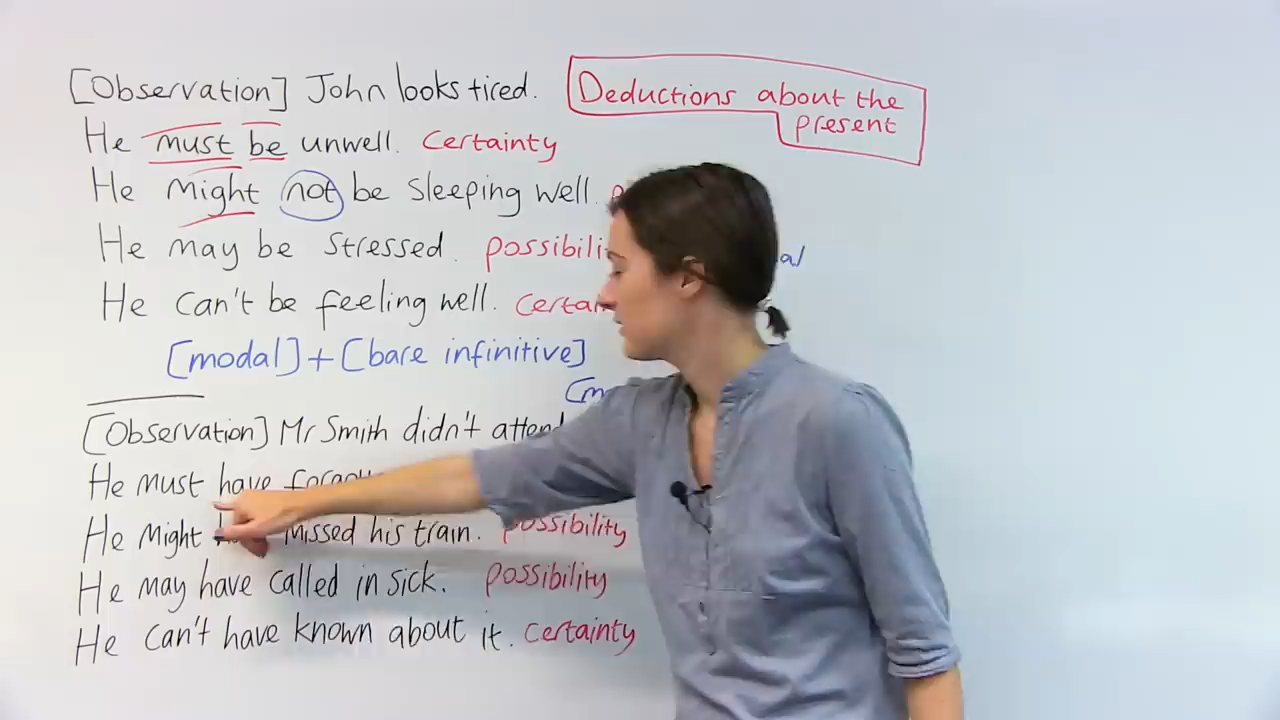 [Observation] John looks tired.
Deductions about the
present
He must be unwell. Certainty
He might not be sleeping well.
He may be stressed.
He can't be feeling well.
[modal] + [bare infinitive]
[Observation] Mr Smith didn't
He must have
He might missed his train. possibility
He may have called in sick. possibility
He can't have known about it. certainty